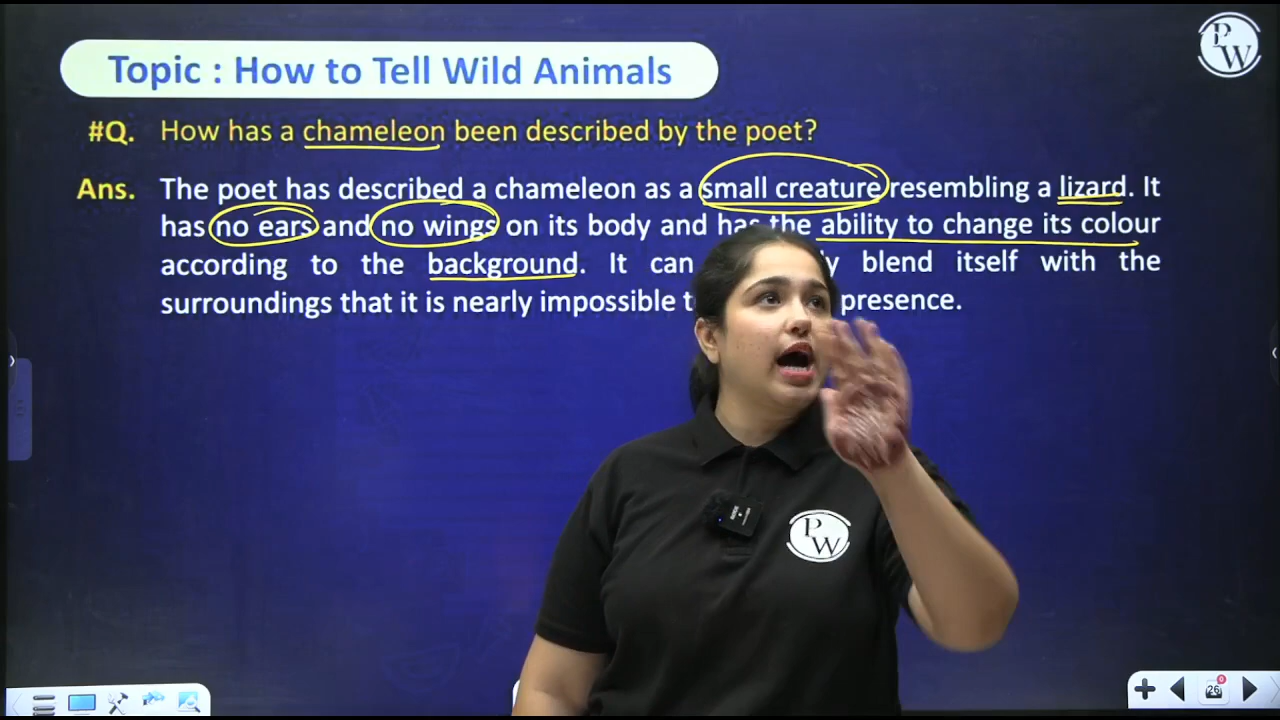 Topic : How to Tell Wild Animals
P
W
#Q. How has a chameleon been described by the poet?
Ans. The poet has described a chameleon as a small creature resembling a lizard. It
has no ears and no wings on its body and has the ability to change its colour
according to the background. It can blend itself with the
surroundings that it is nearly impossible presence.
P
W
26
0